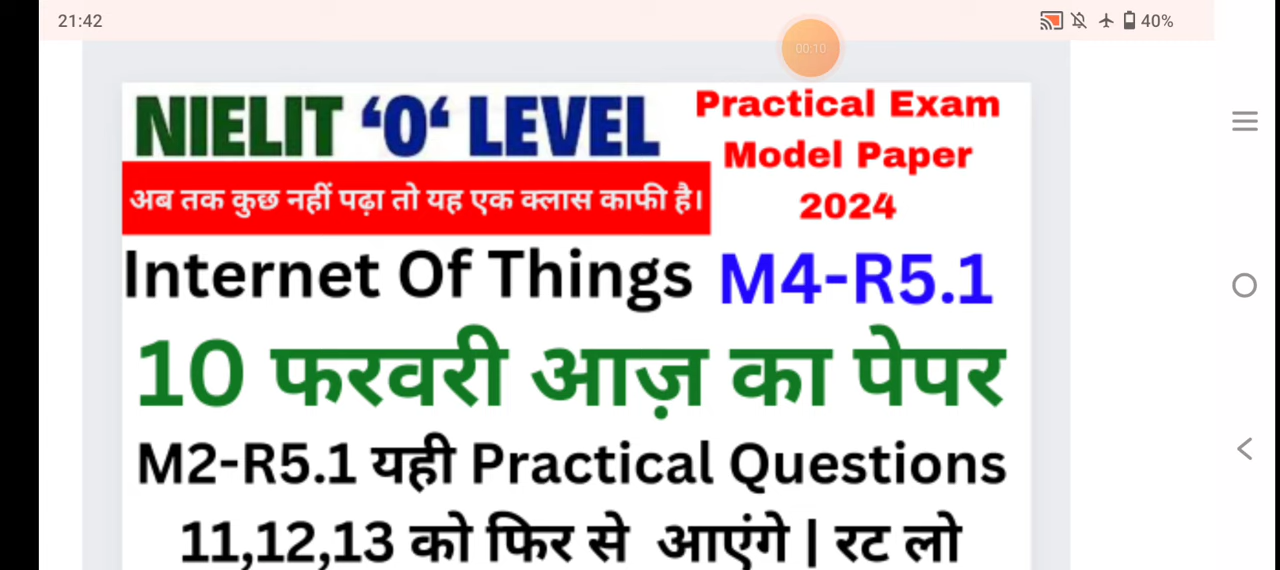 21:42
40%
00:10
NIELIT ‘O‘ LEVEL
Practical Exam
Model Paper
2024
अब तक कुछ नहीं पढ़ा तो यह एक क्लास काफी है।
Internet Of Things M4-R5.1
10 फरवरी आज़ का पेपर
M2-R5.1 यही Practical Questions
11,12,13 को फिर से आएंगे | रट लो